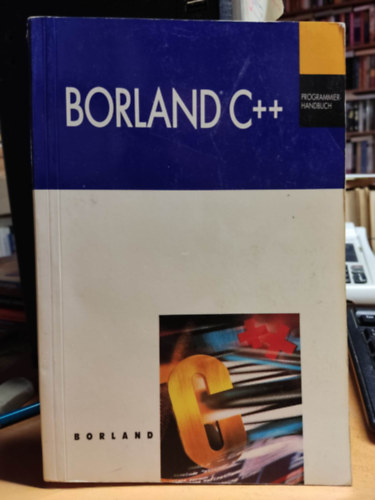 BORLAND C++
PROGRAMMIER
HANDBUCH
BORLAND